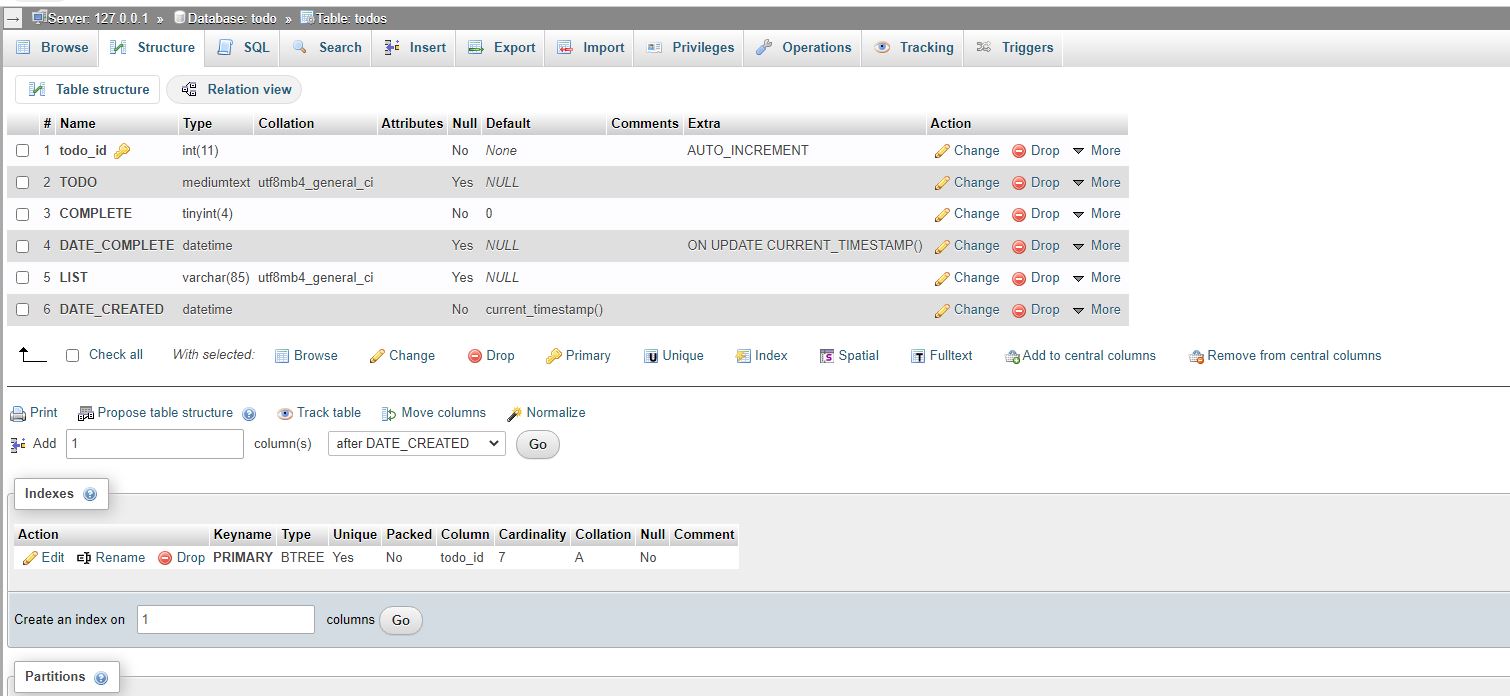 Server: 127.0.0.1 » Database: todo » Table: todos
Browse Structure SQL Search Insert Export Import Privileges Operations Tracking Triggers
Table structure Relation view
# Name Type Collation Attributes Null Default Comments Extra Action
1 todo_id int(11) No None AUTO_INCREMENT Change Drop More
2 TODO mediumtext utf8mb4_general_ci Yes NULL Change Drop More
3 COMPLETE tinyint(4) No 0 Change Drop More
4 DATE_COMPLETE datetime Yes NULL ON UPDATE CURRENT_TIMESTAMP() Change Drop More
5 LIST varchar(85) utf8mb4_general_ci Yes NULL Change Drop More
6 DATE_CREATED datetime No current_timestamp() Change Drop More
Check all With selected: Browse Change Drop Primary Unique Index Spatial Fulltext Add to central columns Remove from central columns
Print Propose table structure Track table Move columns Normalize
Add 1 column(s) after DATE_CREATED Go
Indexes
Action Keyname Type Unique Packed Column Cardinality Collation Null Comment
Edit Rename Drop PRIMARY BTREE Yes No todo_id 7 A No
Create an index on 1 columns Go
Partitions